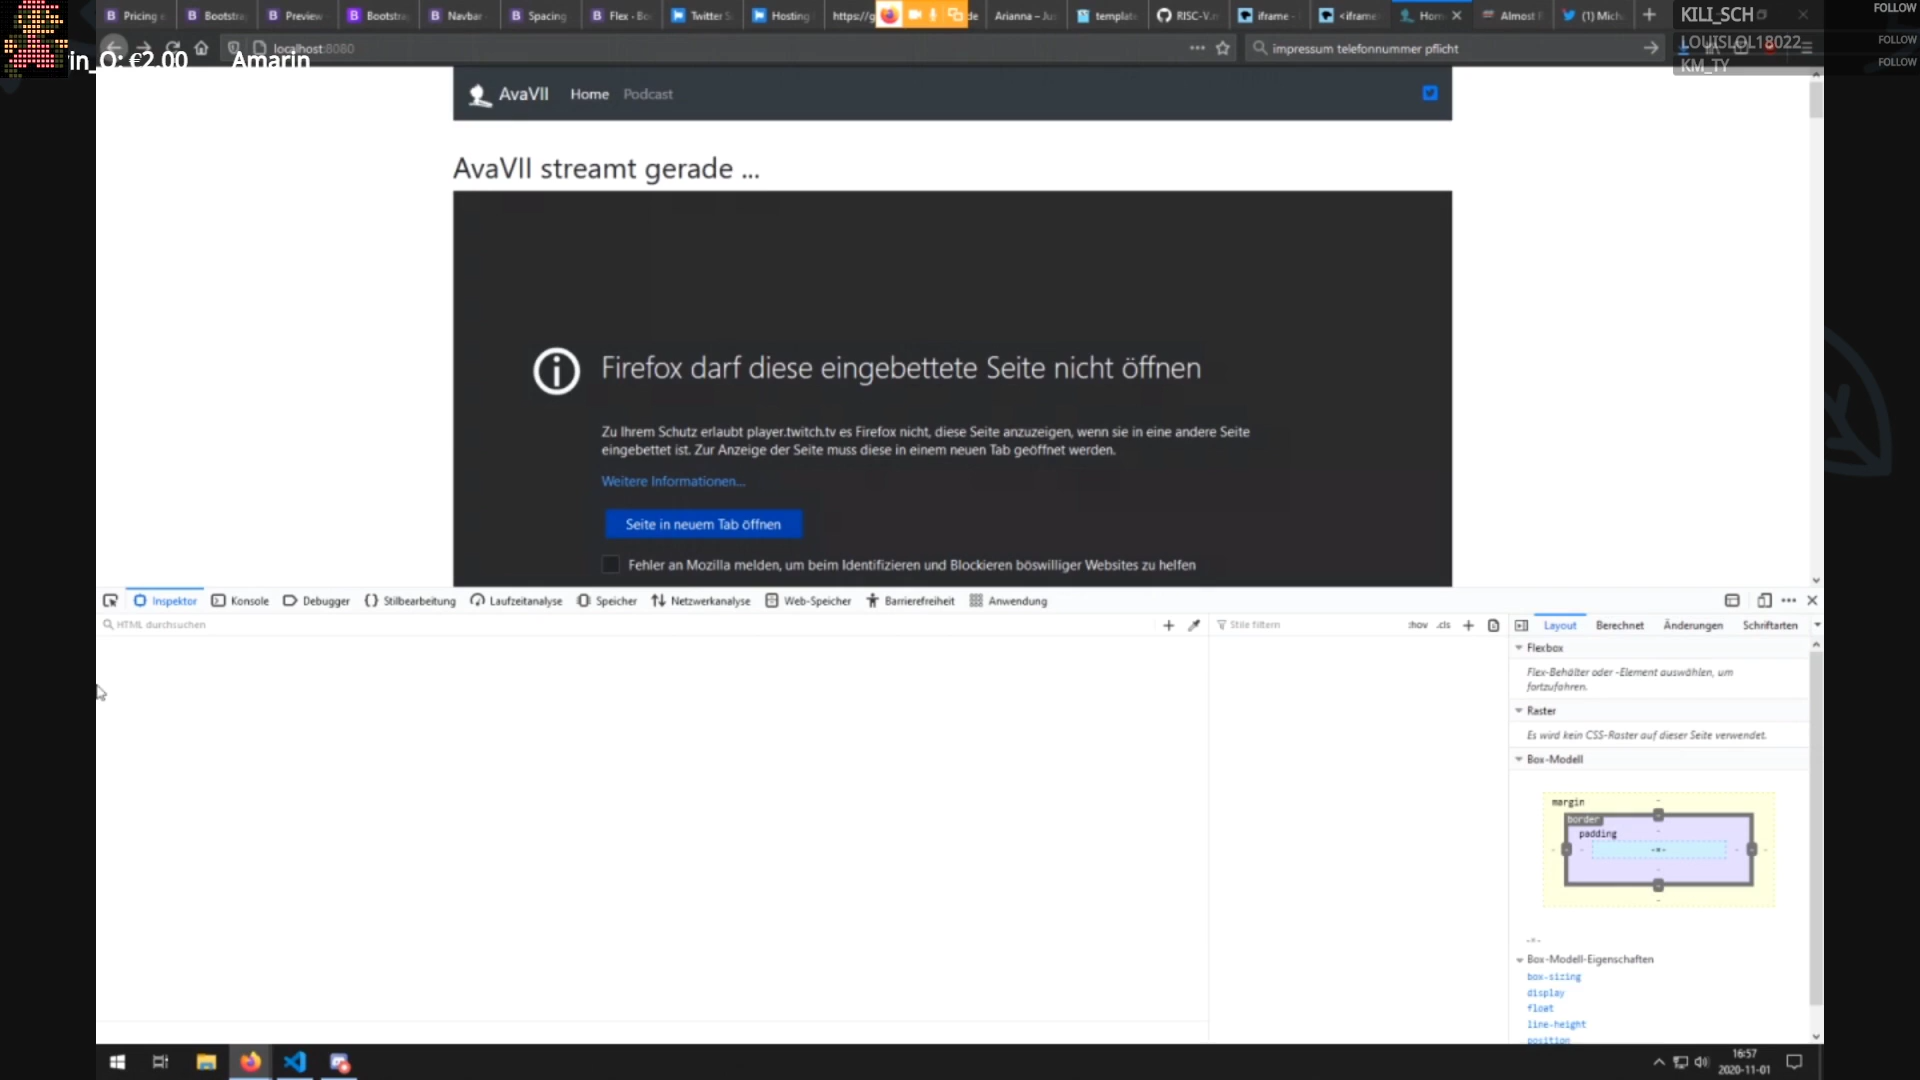 Pricing e
Bootstra
Preview
Bootstra
Navbar
Spacing
Flex · Bo
Twitter S
Hosting
https://g
de
Arianna – Ju
templat
RISC-V
iframe -
<iframe
Hom
Almost
(1) Mich
KILI_SCH
FOLLOW
LOUISLOL18022
FOLLOW
KM_TY
FOLLOW
localhost:8080
impressum telefonnummer pflicht
in_O: €2.00
Amarin
AvaVII
Home
Podcast
AvaVII streamt gerade ...
Firefox darf diese eingebettete Seite nicht öffnen
Zu Ihrem Schutz erlaubt player.twitch.tv es Firefox nicht, diese Seite anzuzeigen, wenn sie in eine andere Seite
eingebettet ist. Zur Anzeige der Seite muss diese in einem neuen Tab geöffnet werden.
Weitere Informationen...
Seite in neuem Tab öffnen
Fehler an Mozilla melden, um beim Identifizieren und Blockieren böswilliger Websites zu helfen
Inspektor
Konsole
Debugger
Stilbearbeitung
Laufzeitanalyse
Speicher
Netzwerkanalyse
Web-Speicher
Barrierefreiheit
Anwendung
HTML durchsuchen
Stile filtern
:hov
.cls
Layout
Berechnet
Änderungen
Schriftarten
Flexbox
Flex-Behälter oder -Element auswählen, um
fortzufahren.
Raster
Es wird kein CSS-Raster auf dieser Seite verwendet.
Box-Modell
margin
border
padding
Box-Modell-Eigenschaften
box-sizing
display
float
line-height
position
16:57
2020-11-01